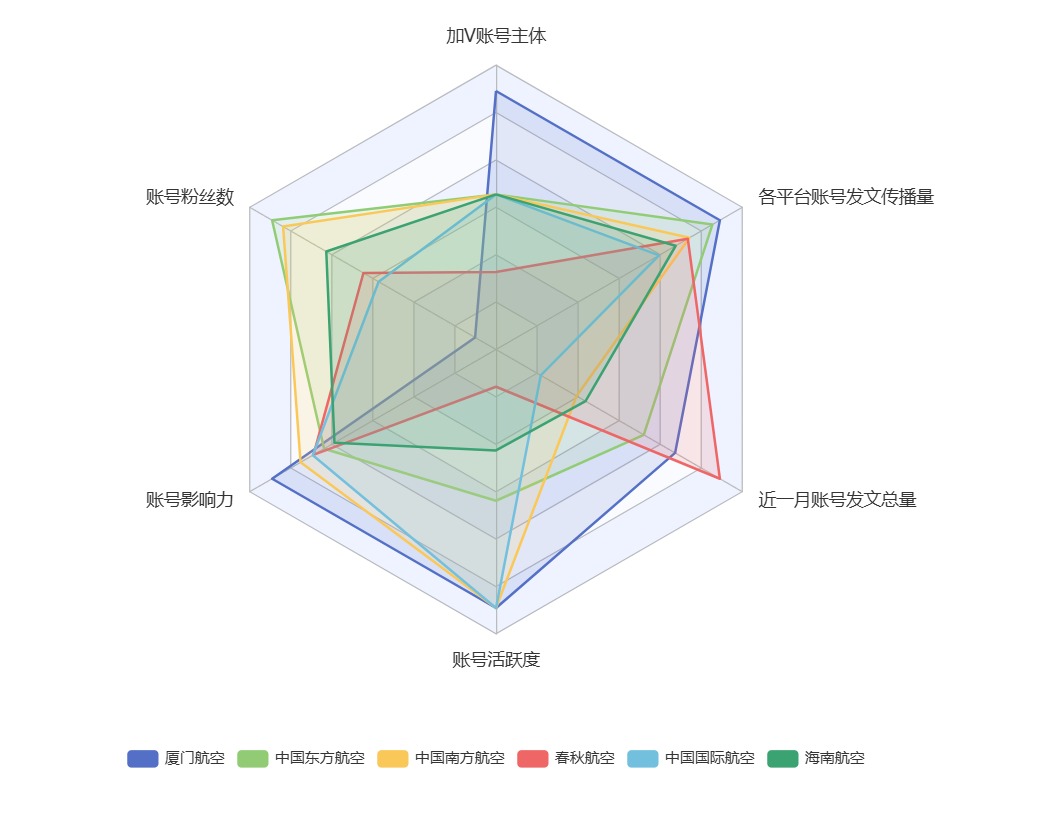 加V账号主体
账号粉丝数
各平台账号发文传播量
账号影响力
近一月账号发文总量
账号活跃度
厦门航空 中国东方航空 中国南方航空 春秋航空 中国国际航空 海南航空